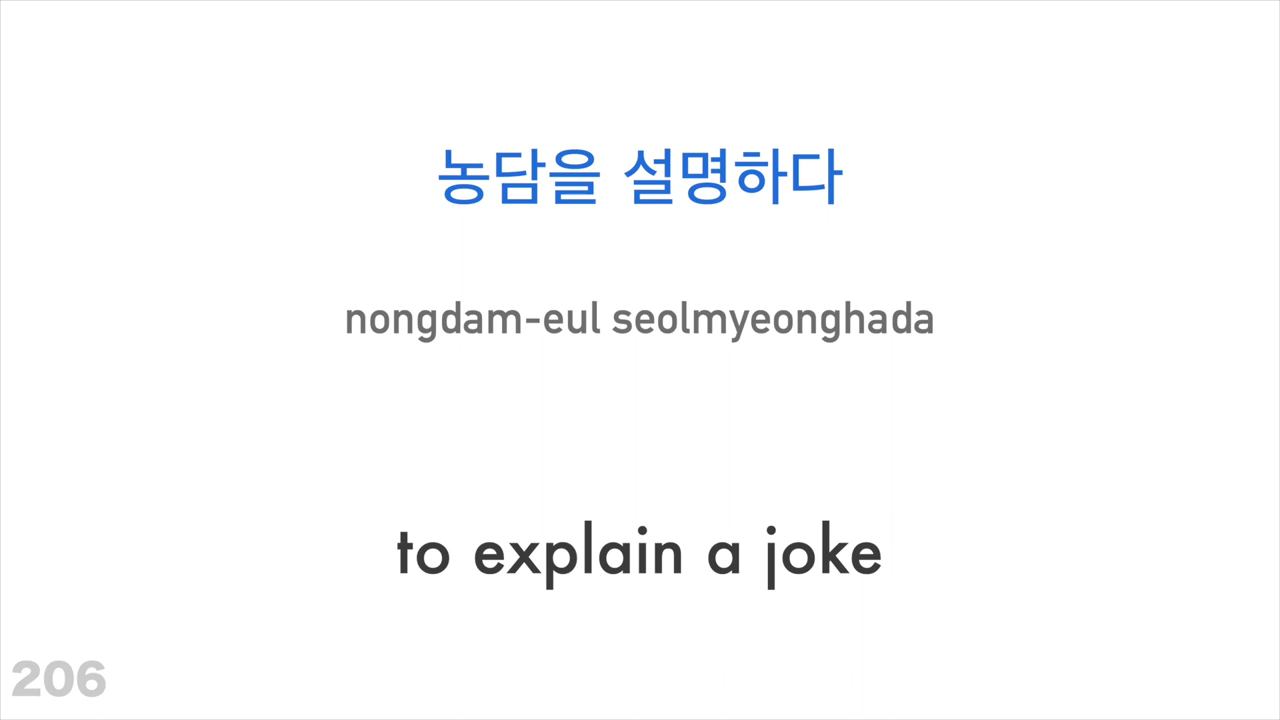 농담을 설명하다
nongdam-eul seolmyeonghada
to explain a joke
206